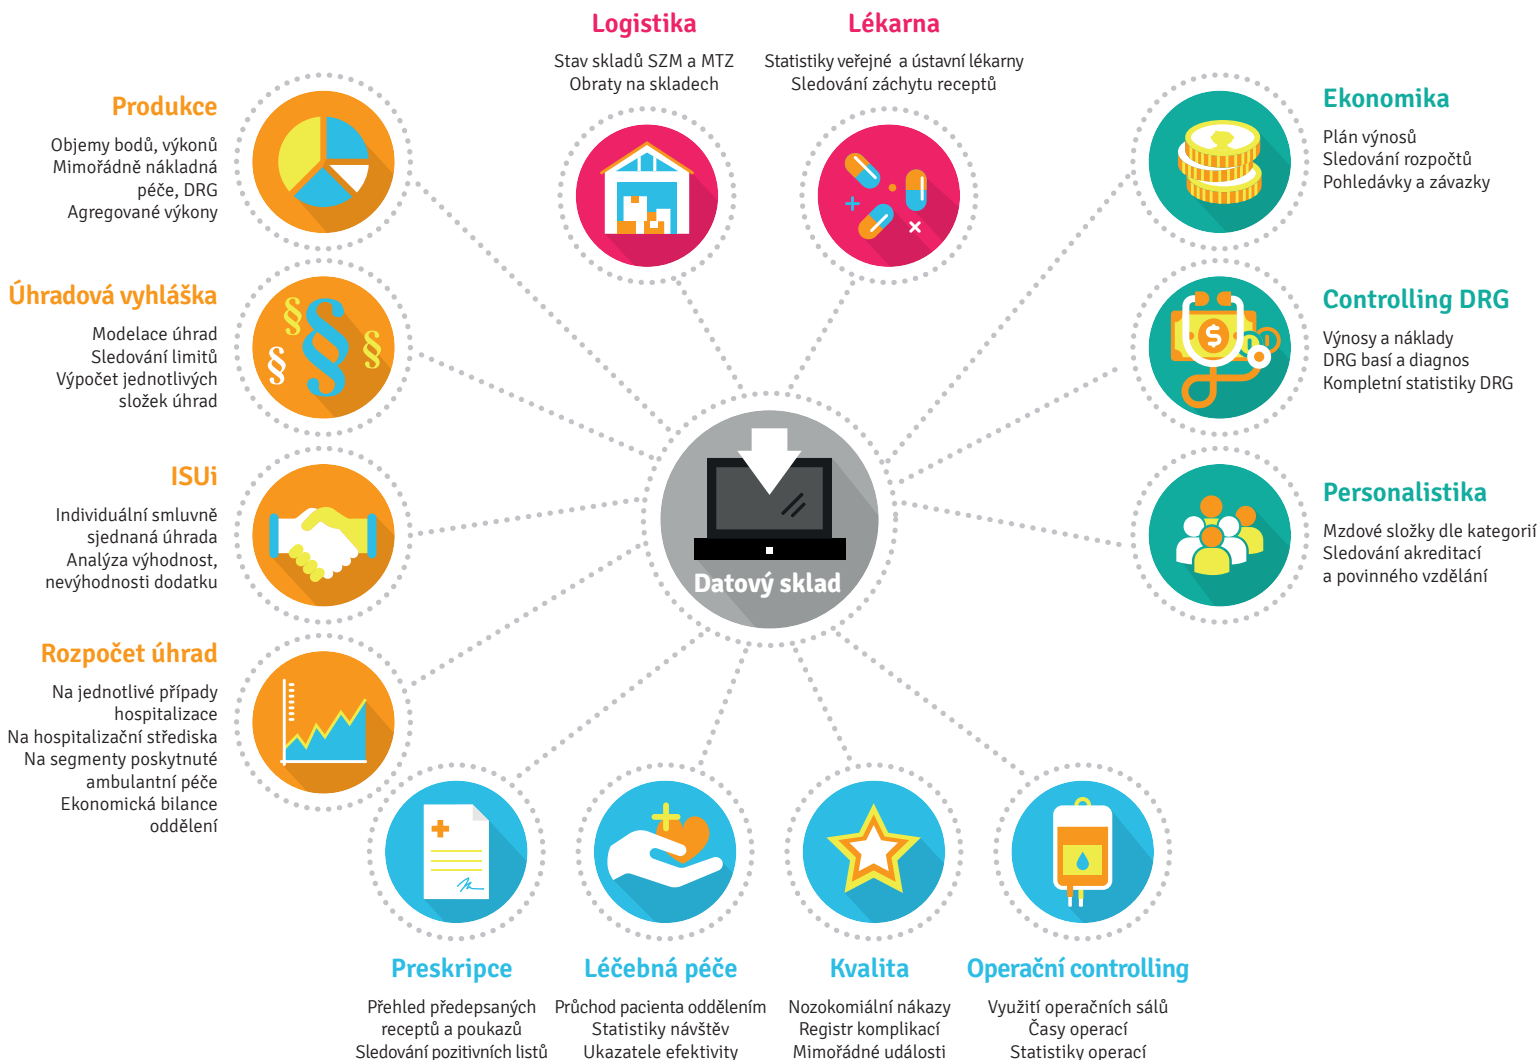 Logistika
Stav skladů SZM a MTZ
Obraty na skladech
Lékarna
Statistiky veřejné a ústavní lékarny
Sledování záchytu receptů
Produkce
Objemy bodů, výkonů
Mimořádně nákladná
péče, DRG
Agregované výkony
Úhradová vyhláška
Modelace úhrad
Sledování limitů
Výpočet jednotlivých
složek úhrad
ISUi
Individuální smluvně
sjednaná úhrada
Analýza výhodnost,
nevýhodnosti dodatku
Rozpočet úhrad
Na jednotlivé případy
hospitalizace
Na hospitalizační střediska
Na segmenty poskytnuté
ambulantní péče
Ekonomická bilance
oddělení
§ § § §
$
Datový sklad
Ekonomika
Plán výnosů
Sledování rozpočtů
Pohledávky a závazky
Controlling DRG
Výnosy a náklady
DRG basí a diagnos
Kompletní statistiky DRG
Personalistika
Mzdové složky dle kategorií
Sledování akreditací
a povinného vzdělání
Preskripce
Přehled předepsaných
receptů a poukazů
Sledování pozitivních listů
Léčebná péče
Průchod pacienta oddělením
Statistiky návštěv
Ukazatele efektivity
Kvalita
Nozokomiální nákazy
Registr komplikací
Mimořádné události
Operační controlling
Využití operačních sálů
Časy operací
Statistiky operací